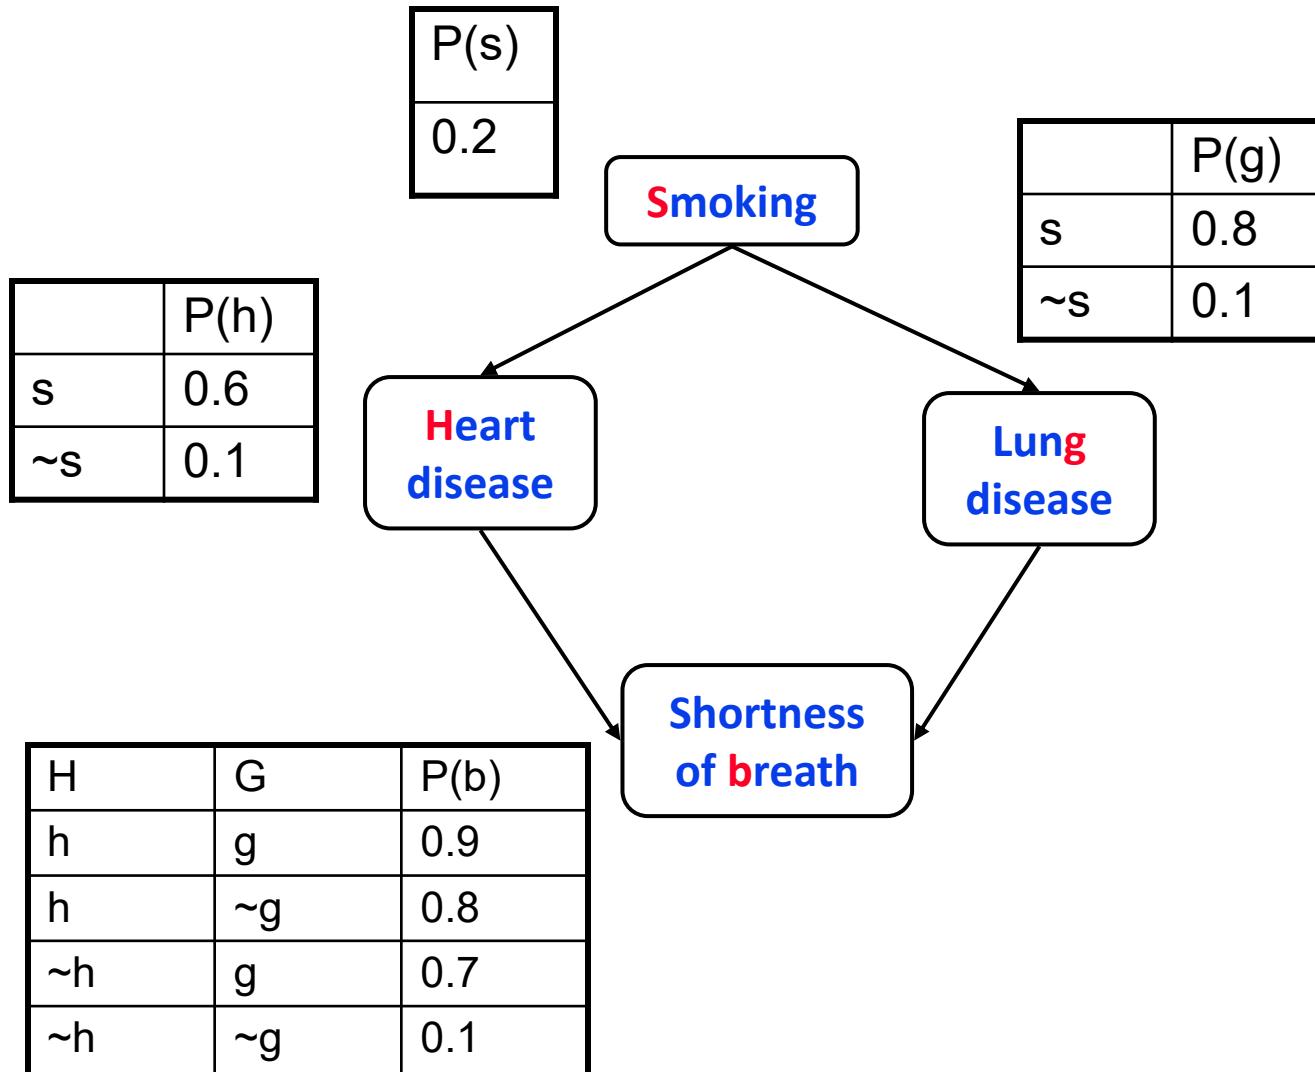 P(s)
0.2
Smoking
P(g)
s 0.8
~s 0.1
P(h)
s 0.6
~s 0.1
Heart
disease
Lung
disease
Shortness
of breath
H G P(b)
h g 0.9
h ~g 0.8
~h g 0.7
~h ~g 0.1